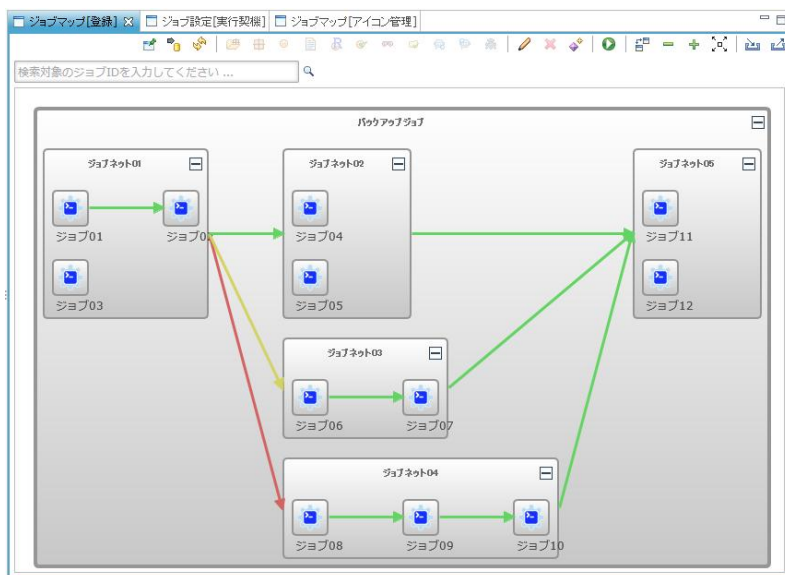 ジョブマップ[登録]
ジョブ設定[実行契機]
ジョブマップ[アイコン管理]
検索対象のジョブIDを入力してください ...
バックアップジョブ
ジョブネット01
ジョブ01
ジョブ03
ジョブネット02
ジョブ04
ジョブ05
ジョブネット05
ジョブ11
ジョブ12
ジョブネット03
ジョブ06
ジョブ07
ジョブネット04
ジョブ08
ジョブ09
ジョブ10